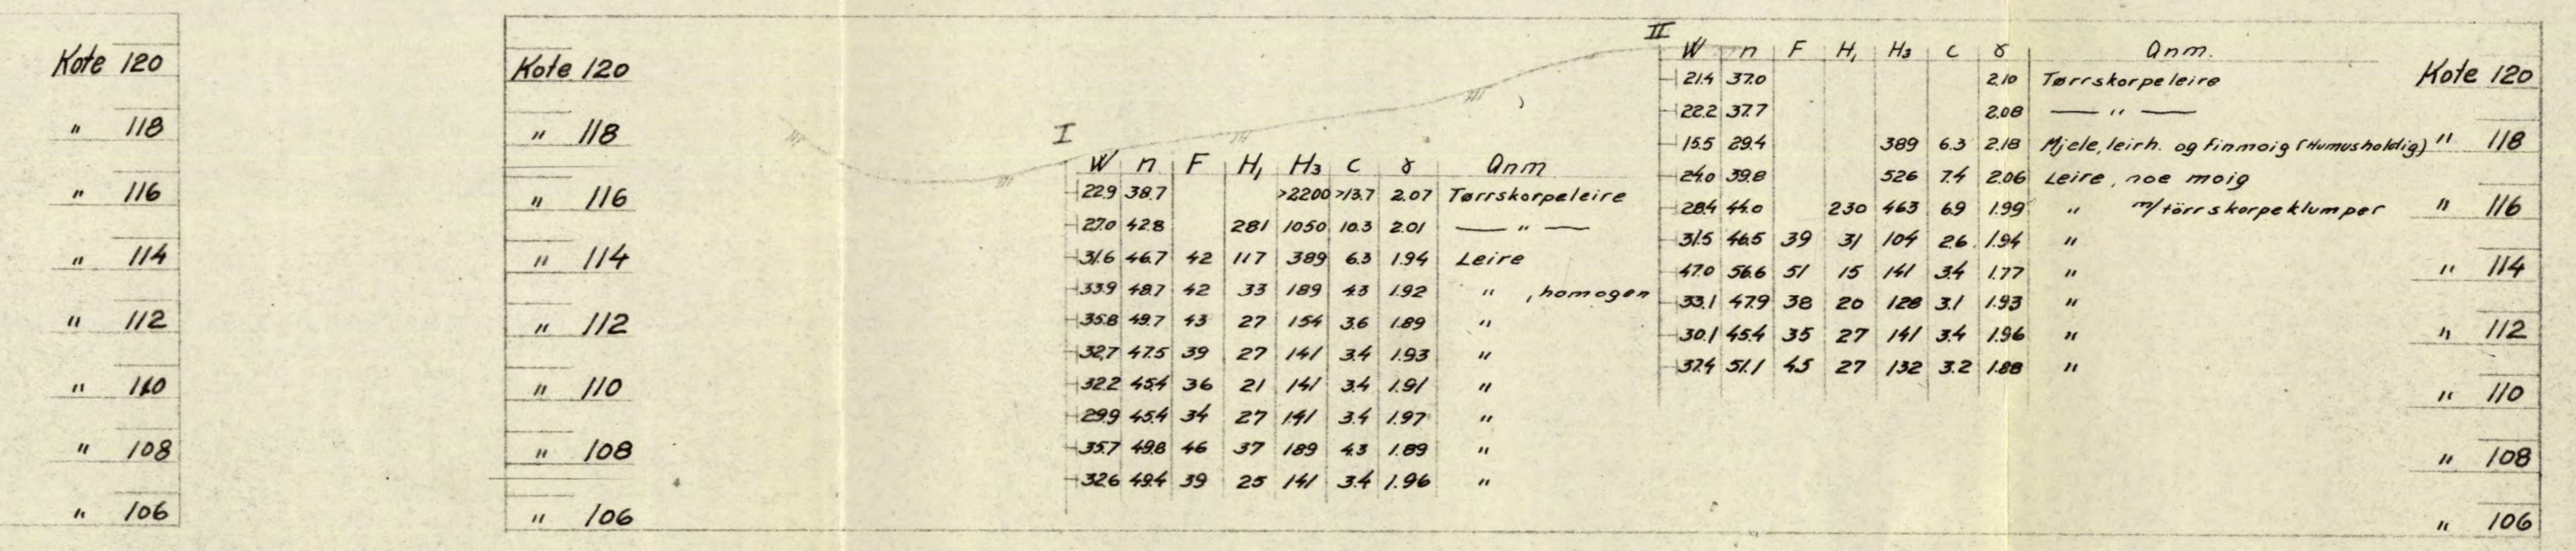 Kote 120
" 118
" 116
" 114
" 112
" 110
" 108
" 106
Kote 120
" 118
" 116
" 114
" 112
" 110
" 108
" 106
I
W n F H₁ H₃ c γ Anm
22.9 38.7 >2200 >13.7 2.07 Tørrskorpeleire
27.0 42.8 281 1050 10.3 2.01 — " —
31.6 46.7 42 117 389 6.3 1.94 Leire
33.9 48.7 42 33 189 4.3 1.92 " , homogen
35.8 49.7 43 27 154 3.6 1.89 "
32.7 47.5 39 27 141 3.4 1.93 "
32.2 45.4 36 21 141 3.4 1.91 "
29.9 45.4 34 27 141 3.4 1.97 "
35.7 49.8 46 37 189 4.3 1.89 "
32.6 49.4 39 25 141 3.4 1.96 "
II
W n F H₁ H₃ c γ Anm.
21.4 37.0 2.10 Tørrskorpeleire
22.2 37.7 2.08 — " —
15.5 29.4 389 6.3 2.18 Mjele, leirh. og finmoig (Humusholdig)
24.0 39.8 526 7.4 2.06 Leire, noe moig
28.4 44.0 230 463 6.9 1.99 " m/törrskorpeklumper
31.5 46.5 39 31 104 2.6 1.94 "
47.0 56.6 51 15 141 3.4 1.77 "
33.1 47.9 38 20 128 3.1 1.93 "
30.1 45.4 35 27 141 3.4 1.96 "
37.4 51.1 45 27 132 3.2 1.88 "
Kote 120
" 118
" 116
" 114
" 112
" 110
" 108
" 106